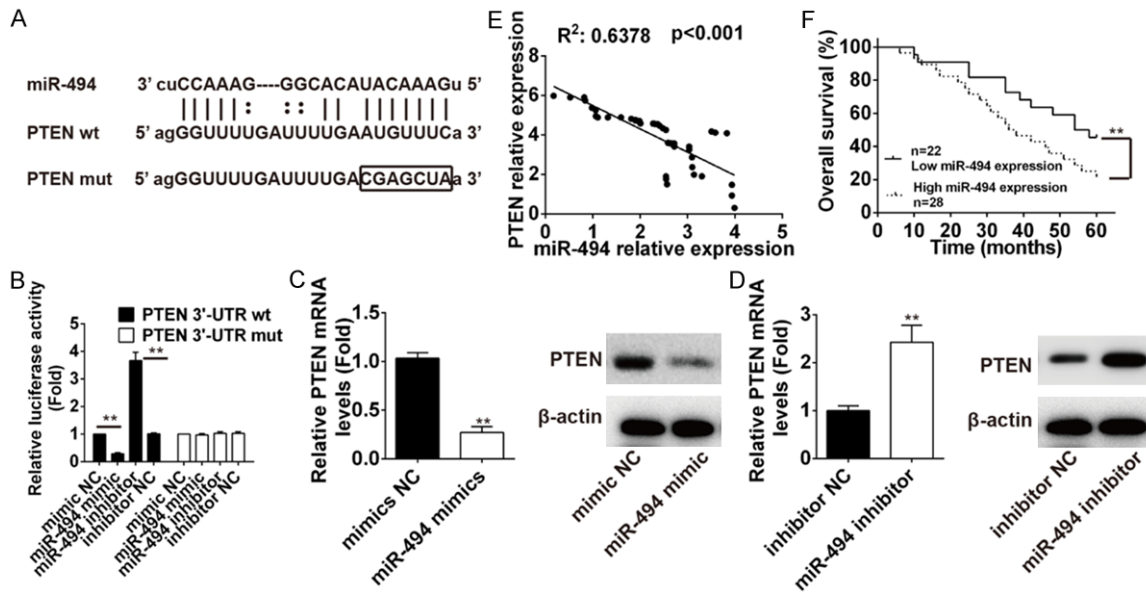 A
miR-494 3' cuCCAAAG----GGCACAUACAAAGu 5'
PTEN wt 5' agGGUUUUGAUUUUGAAUGUUUCa 3'
PTEN mut 5' agGGUUUUGAUUUUGACGAGCUAa 3'
B
Relative luciferase activity
(Fold)
PTEN 3'-UTR wt
PTEN 3'-UTR mut
5
4
3
2
1
0
**
**
mimic NC
miR-494 mimic
miR-494 inhibitor
inhibitor NC
mimic NC
miR-494 mimic
miR-494 inhibitor
inhibitor NC
C
Relative PTEN mRNA
levels (Fold)
1.5
1.0
0.5
0.0
**
mimics NC
miR-494 mimics
PTEN
β-actin
mimic NC
miR-494 mimic
D
Relative PTEN mRNA
levels (Fold)
3
2
1
0
**
inhibitor NC
miR-494 inhibitor
PTEN
β-actin
inhibitor NC
miR-494 inhibitor
E
R²: 0.6378 p<0.001
PTEN relative expression
8
6
4
2
0
0 1 2 3 4 5
miR-494 relative expression
F
Overall survival (%)
100
80
60
40
20
0
n=22
Low miR-494 expression
High miR-494 expression
n=28
**
0 10 20 30 40 50 60
Time (months)